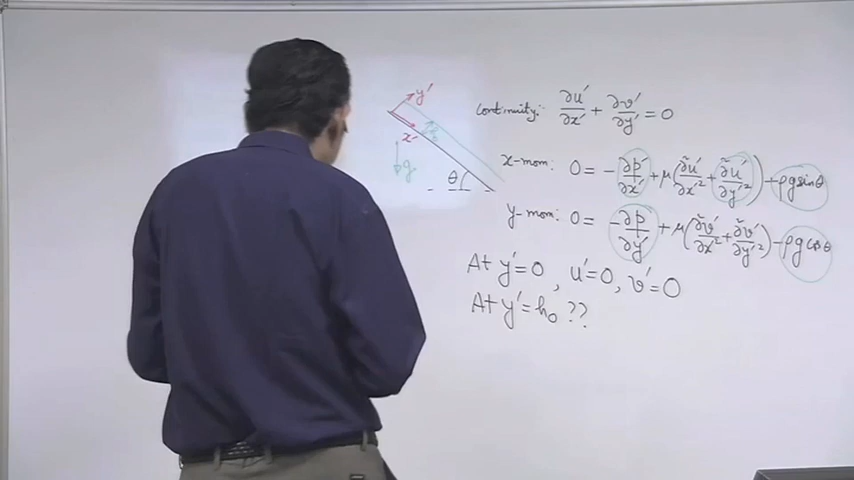 y'
x'
h₀
g
θ
Continuity:- ∂u'/∂x' + ∂v'/∂y' = 0
x-mom: 0 = -∂p'/∂x' + μ(∂²u'/∂x'² + ∂²u'/∂y'²) + ρg sinθ
y-mom: 0 = -∂p'/∂y' + μ(∂²v'/∂x'² + ∂²v'/∂y'²) - ρg cosθ
At y'=0, u'=0, v'=0
At y'=h₀ ??